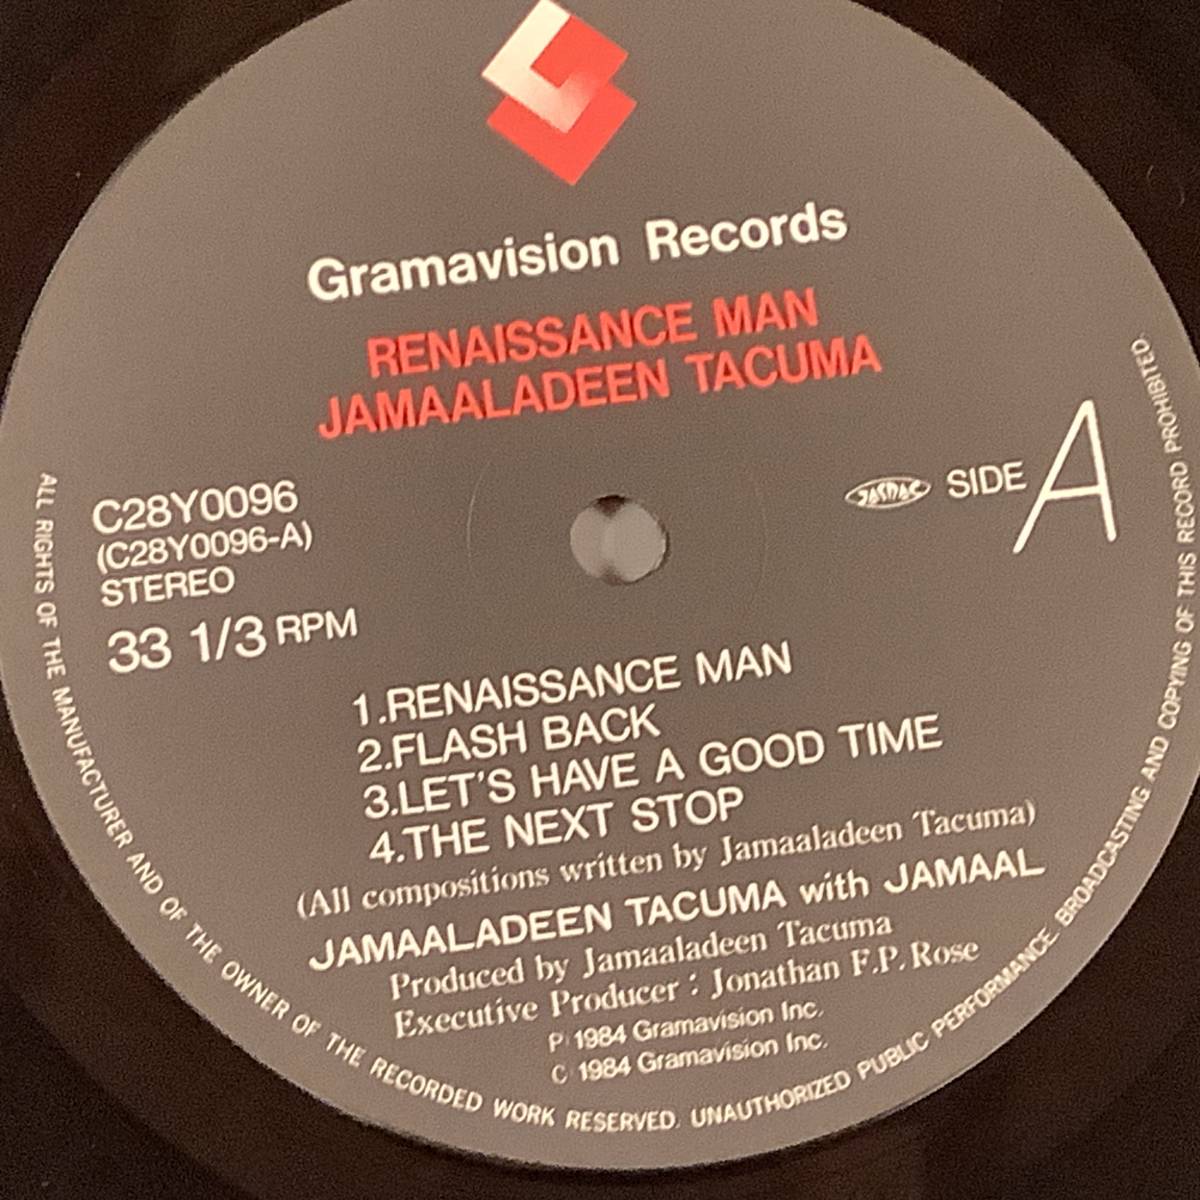 Gramavision Records
RENAISSANCE MAN
JAMAALADEEN TACUMA
C28Y0096
(C28Y0096-A)
STEREO
33 1/3 RPM
JASRAC SIDE A
1.RENAISSANCE MAN
2.FLASH BACK
3.LET'S HAVE A GOOD TIME
4.THE NEXT STOP
(All compositions written by Jamaaladeen Tacuma)
JAMAALADEEN TACUMA with JAMAAL
Produced by Jamaaladeen Tacuma
Executive Producer : Jonathan F.P. Rose
P 1984 Gramavision Inc.
C 1984 Gramavision Inc.
ALL RIGHTS OF THE MANUFACTURER AND OF THE OWNER OF THE RECORDED WORK RESERVED. UNAUTHORIZED PUBLIC PERFORMANCE. BROADCASTING AND COPYING OF THIS RECORD PROHIBITED.